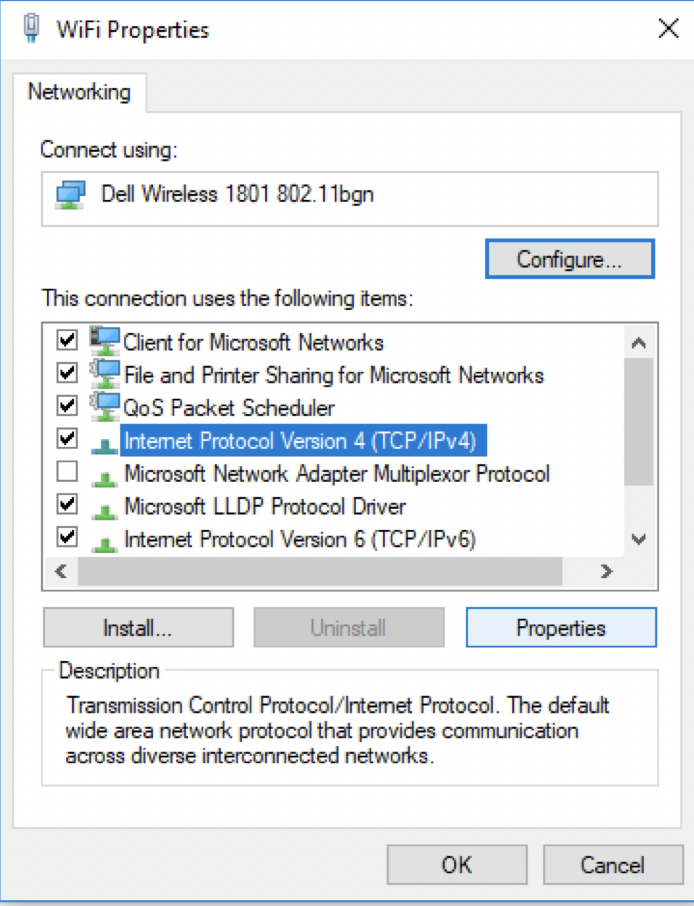 WiFi Properties
Networking
Connect using:
Dell Wireless 1801 802.11bgn
Configure...
This connection uses the following items:
Client for Microsoft Networks
File and Printer Sharing for Microsoft Networks
QoS Packet Scheduler
Internet Protocol Version 4 (TCP/IPv4)
Microsoft Network Adapter Multiplexor Protocol
Microsoft LLDP Protocol Driver
Internet Protocol Version 6 (TCP/IPv6)
Install... Uninstall Properties
Description
Transmission Control Protocol/Internet Protocol. The default
wide area network protocol that provides communication
across diverse interconnected networks.
OK Cancel